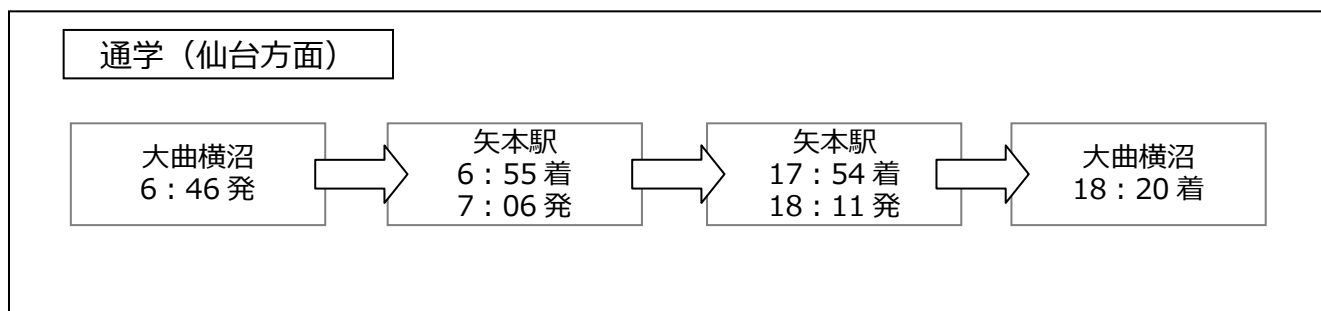 通学（仙台方面）
大曲横沼
6：46 発
矢本駅
6：55 着
7：06 発
矢本駅
17：54 着
18：11 発
大曲横沼
18：20 着